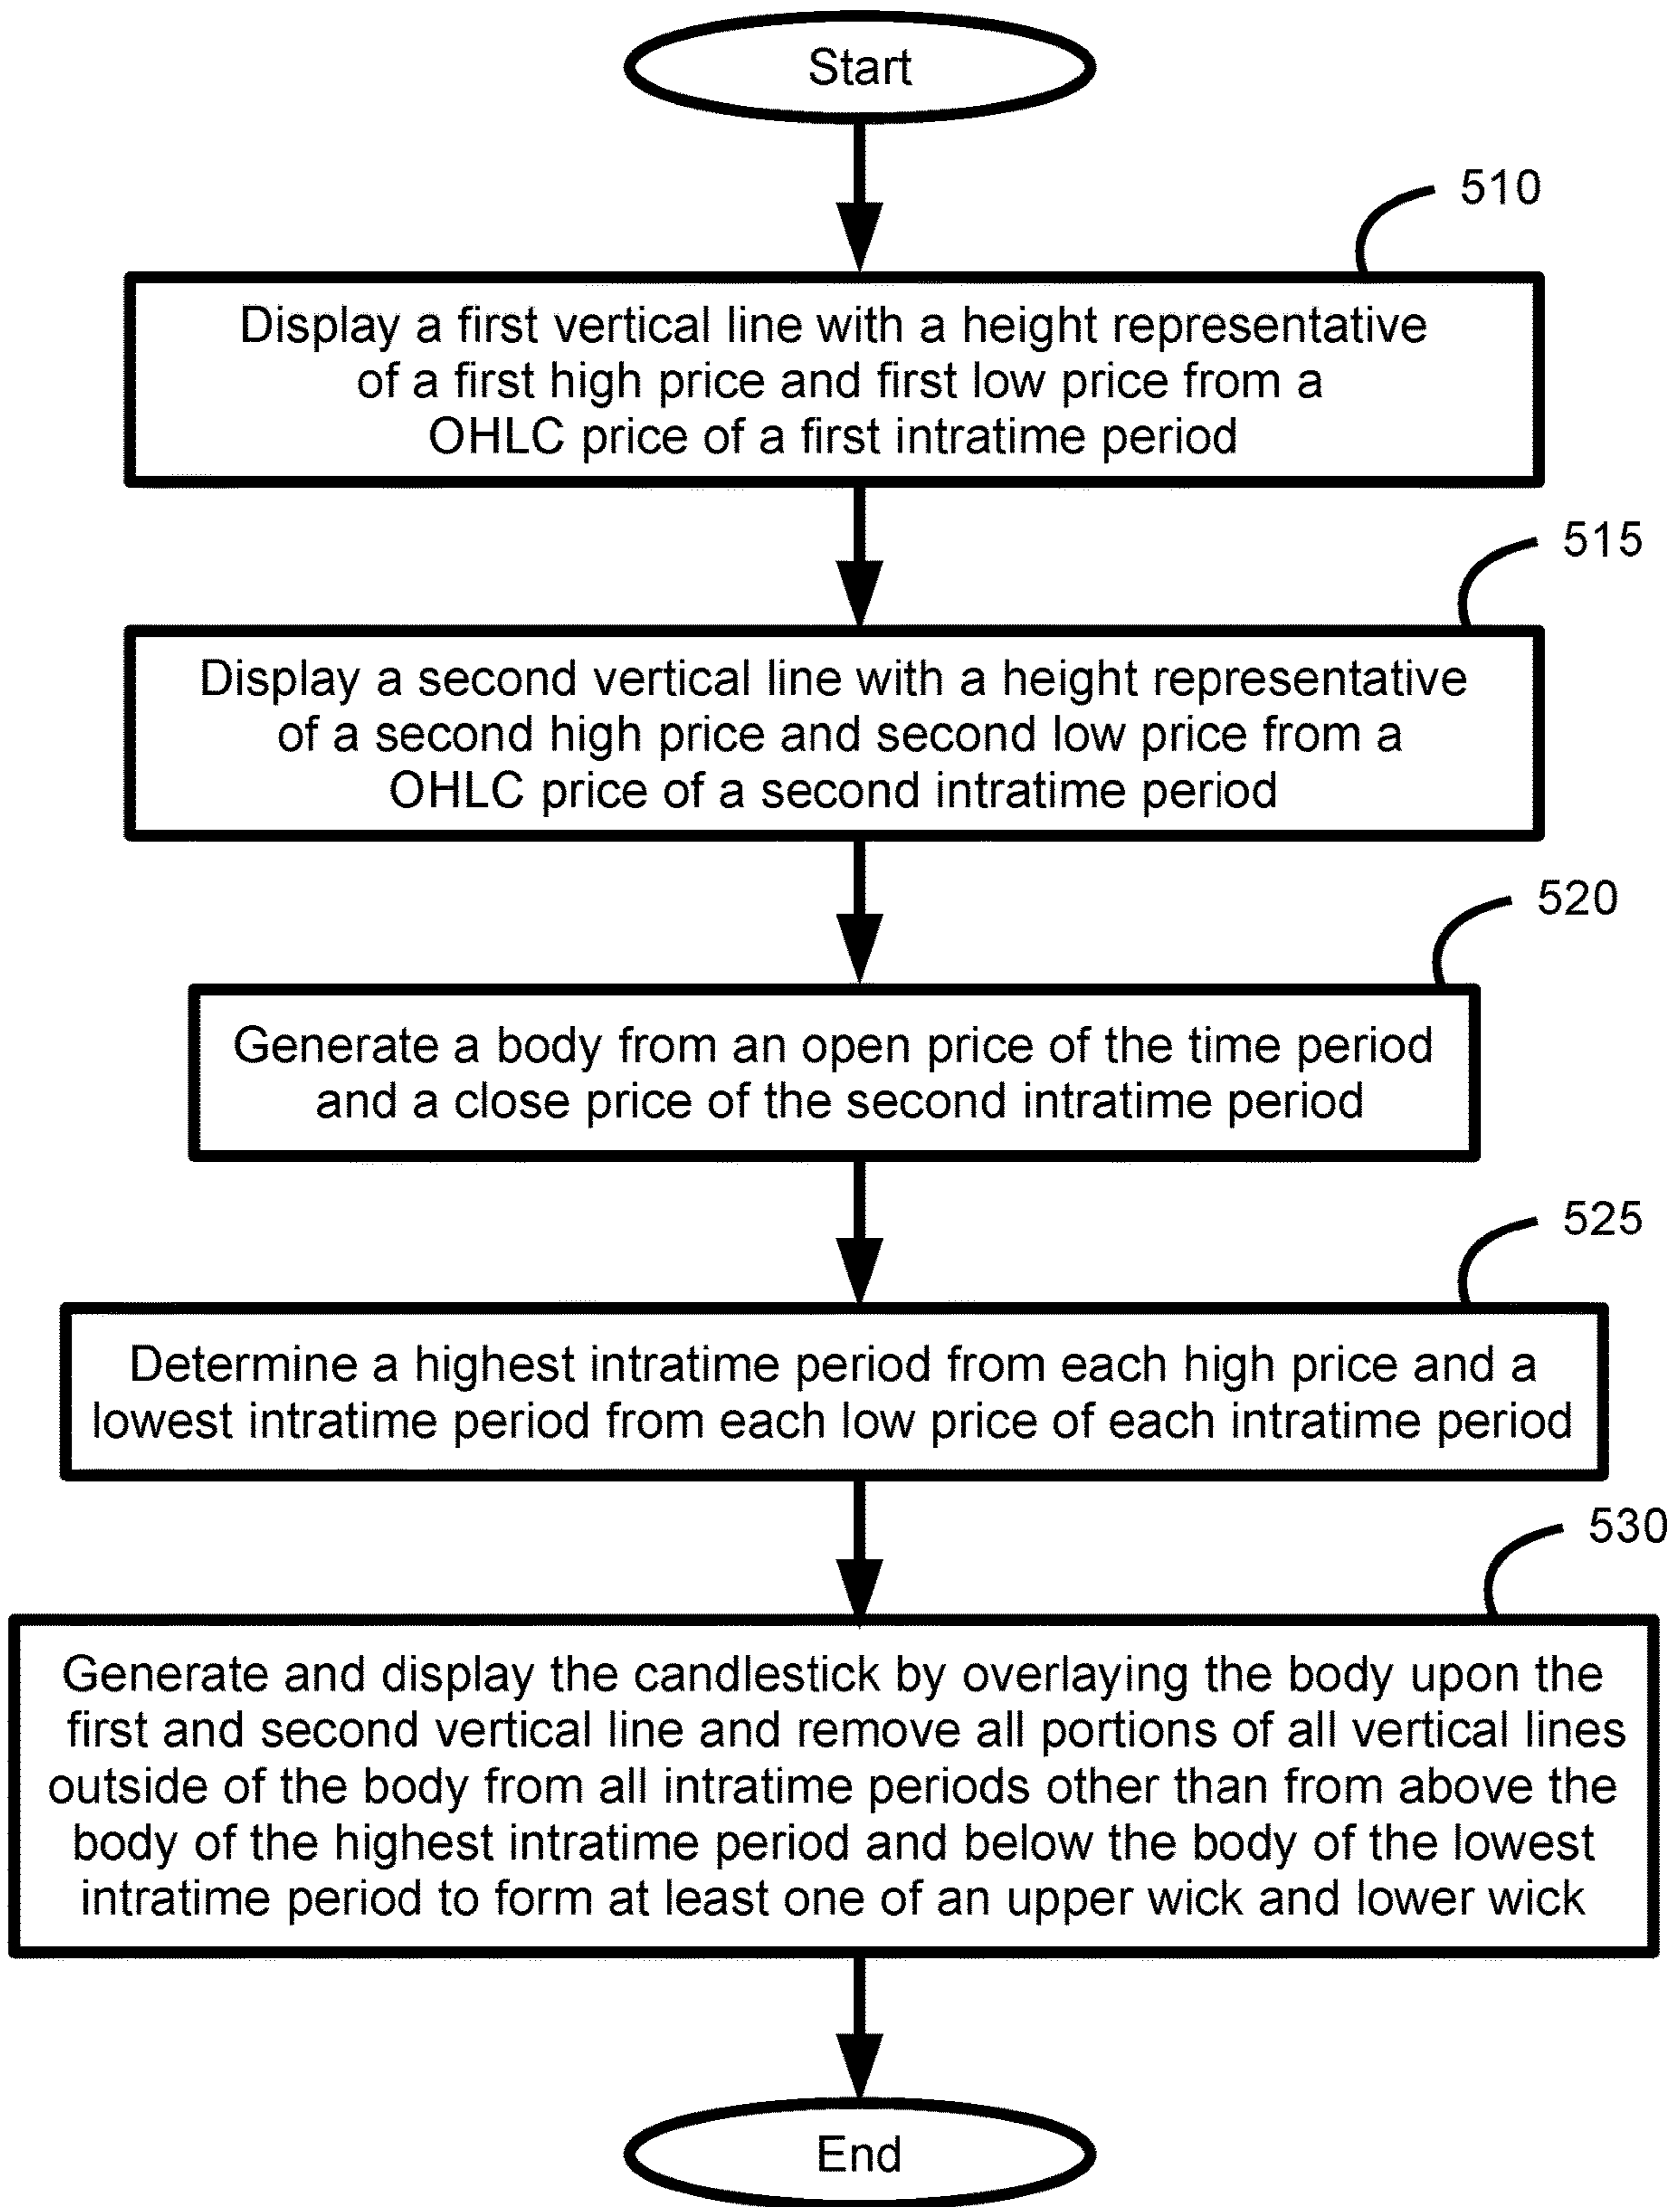 Start
510
Display a first vertical line with a height representative
of a first high price and first low price from a
OHLC price of a first intratime period
515
Display a second vertical line with a height representative
of a second high price and second low price from a
OHLC price of a second intratime period
520
Generate a body from an open price of the time period
and a close price of the second intratime period
525
Determine a highest intratime period from each high price and a
lowest intratime period from each low price of each intratime period
530
Generate and display the candlestick by overlaying the body upon the
first and second vertical line and remove all portions of all vertical lines
outside of the body from all intratime periods other than from above the
body of the highest intratime period and below the body of the lowest
intratime period to form at least one of an upper wick and lower wick
End